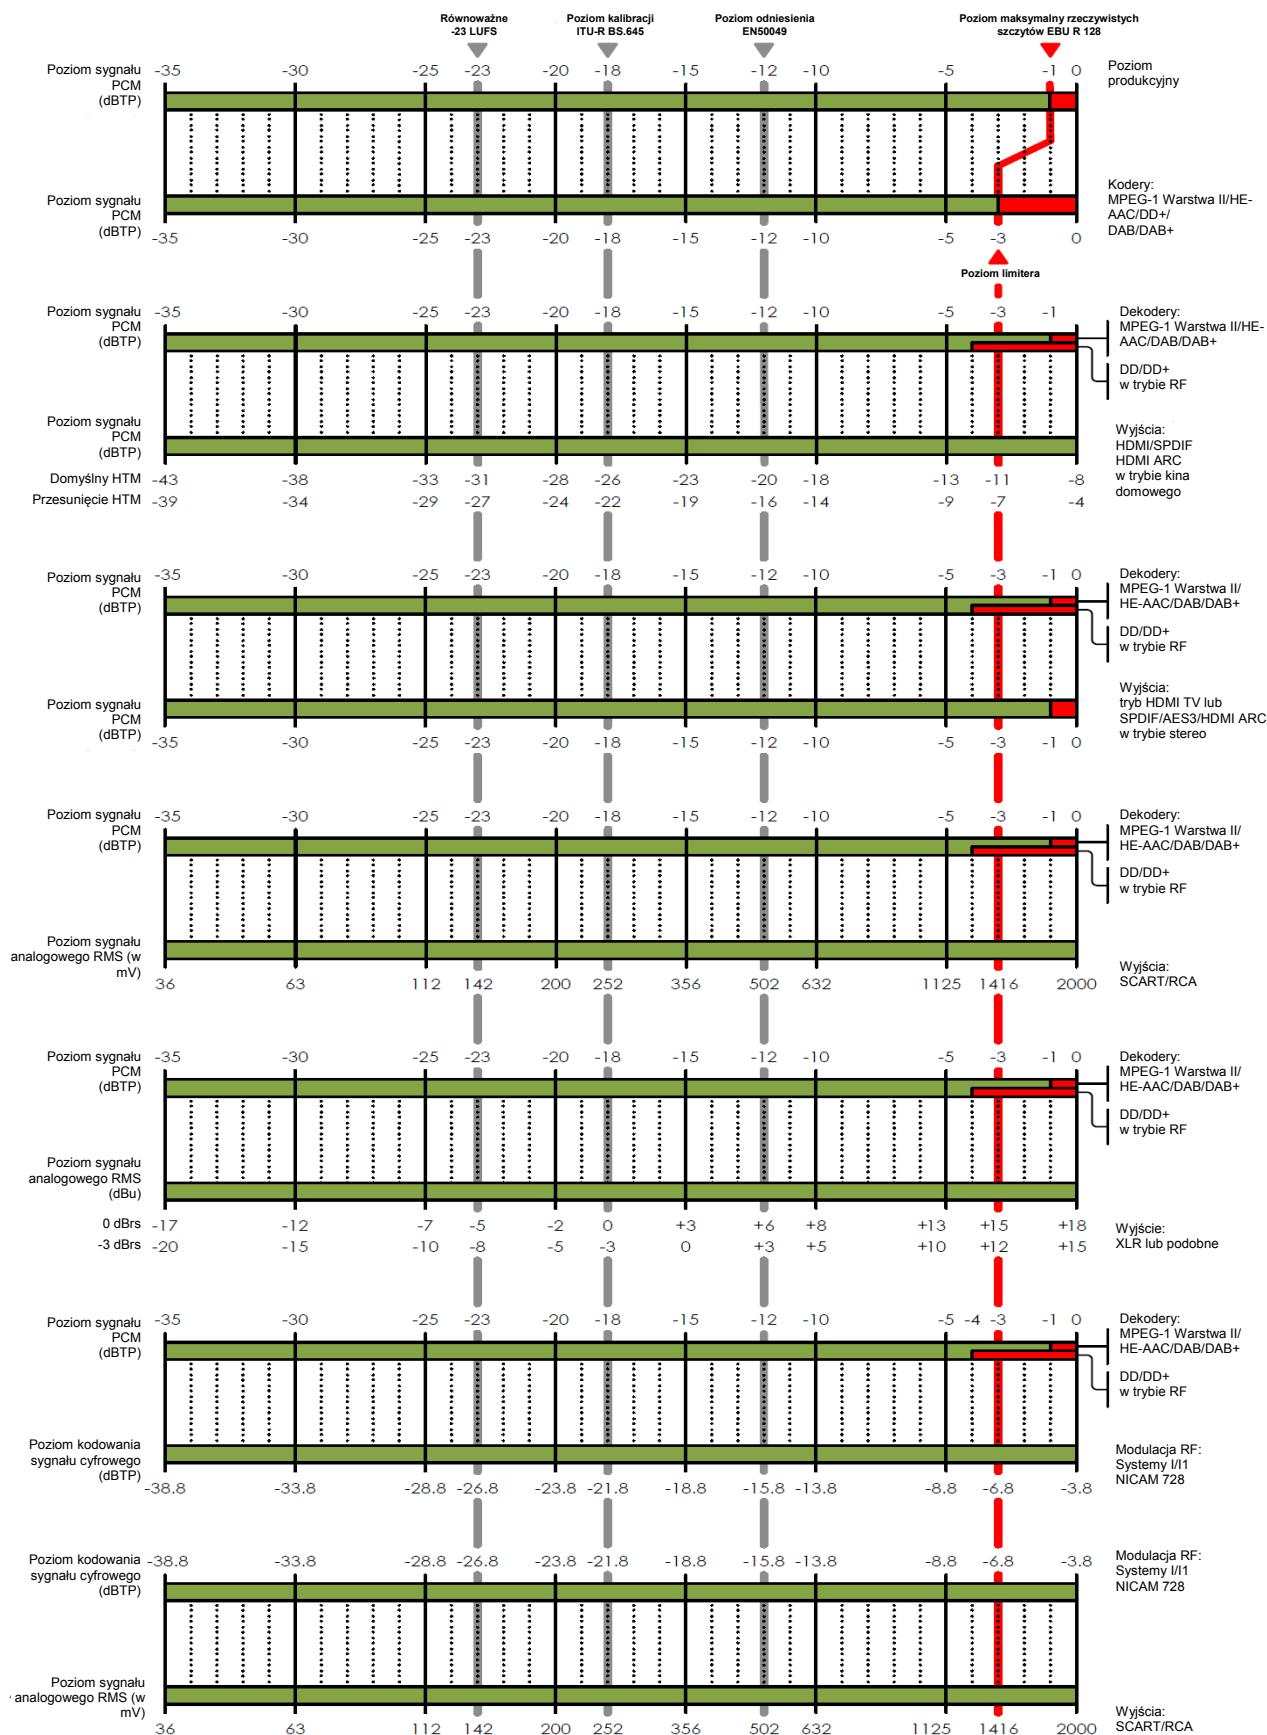 Równoważne
-23 LUFS
Poziom kalibracji
ITU-R BS.645
Poziom odniesienia
EN50049
Poziom maksymalny rzeczywistych
szczytów EBU R 128
Poziom sygnału
PCM
(dBTP)
-35 -30 -25 -23 -20 -18 -15 -12 -10 -5 -1 0
Poziom
produkcyjny
Poziom sygnału
PCM
(dBTP)
-35 -30 -25 -23 -20 -18 -15 -12 -10 -5 -3 0
Kodery:
MPEG-1 Warstwa II/HE-
AAC/DD+/
DAB/DAB+
Poziom limitera
Poziom sygnału
PCM
(dBTP)
-35 -30 -25 -23 -20 -18 -15 -12 -10 -5 -3 -1 0
Dekodery:
MPEG-1 Warstwa II/HE-
AAC/DAB/DAB+
DD/DD+
w trybie RF
Poziom sygnału
PCM
(dBTP)
Domyślny HTM -43 -38 -33 -31 -28 -26 -23 -20 -18 -13 -11 -8
Przesunięcie HTM -39 -34 -29 -27 -24 -22 -19 -16 -14 -9 -7 -4
Wyjścia:
HDMI/SPDIF
HDMI ARC
w trybie kina
domowego
Poziom sygnału
PCM
(dBTP)
-35 -30 -25 -23 -20 -18 -15 -12 -10 -5 -3 -1 0
Dekodery:
MPEG-1 Warstwa II/
HE-AAC/DAB/DAB+
DD/DD+
w trybie RF
Poziom sygnału
PCM
(dBTP)
-35 -30 -25 -23 -20 -18 -15 -12 -10 -5 -3 -1 0
Wyjścia:
tryb HDMI TV lub
SPDIF/AES3/HDMI ARC
w trybie stereo
Poziom sygnału
PCM
(dBTP)
-35 -30 -25 -23 -20 -18 -15 -12 -10 -5 -3 -1 0
Dekodery:
MPEG-1 Warstwa II/
HE-AAC/DAB/DAB+
DD/DD+
w trybie RF
Poziom sygnału
analogowego RMS (w
mV)
36 63 112 142 200 252 356 502 632 1125 1416 2000
Wyjścia:
SCART/RCA
Poziom sygnału
PCM
(dBTP)
-35 -30 -25 -23 -20 -18 -15 -12 -10 -5 -3 -1 0
Dekodery:
MPEG-1 Warstwa II/
HE-AAC/DAB/DAB+
DD/DD+
w trybie RF
Poziom sygnału
analogowego RMS
(dBu)
0 dBrs -17 -12 -7 -5 -2 0 +3 +6 +8 +13 +15 +18
-3 dBrs -20 -15 -10 -8 -5 -3 0 +3 +5 +10 +12 +15
Wyjście:
XLR lub podobne
Poziom sygnału
PCM
(dBTP)
-35 -30 -25 -23 -20 -18 -15 -12 -10 -5 -4 -3 -1 0
Dekodery:
MPEG-1 Warstwa II/
HE-AAC/DAB/DAB+
DD/DD+
w trybie RF
Poziom kodowania
sygnału cyfrowego
(dBTP)
-38.8 -33.8 -28.8 -26.8 -23.8 -21.8 -18.8 -15.8 -13.8 -8.8 -6.8 -3.8
Modulacja RF:
Systemy I/I1
NICAM 728
Poziom kodowania
sygnału cyfrowego
(dBTP)
-38.8 -33.8 -28.8 -26.8 -23.8 -21.8 -18.8 -15.8 -13.8 -8.8 -6.8 -3.8
Modulacja RF:
Systemy I/I1
NICAM 728
Poziom sygnału
analogowego RMS (w
mV)
36 63 112 142 200 252 356 502 632 1125 1416 2000
Wyjścia:
SCART/RCA